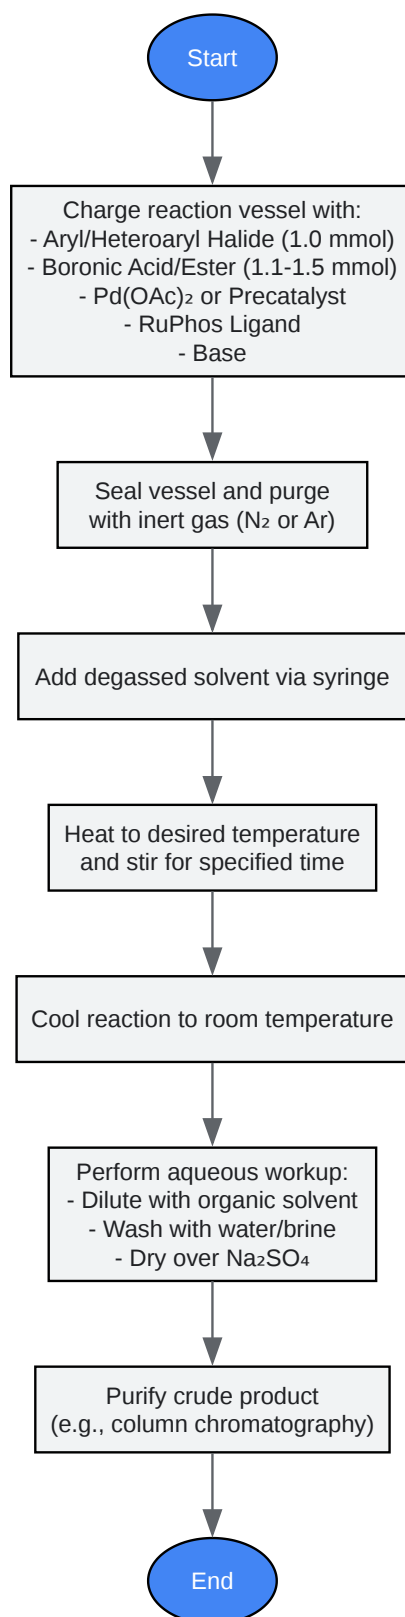 Start
Charge reaction vessel with:
- Aryl/Heteroaryl Halide (1.0 mmol)
- Boronic Acid/Ester (1.1-1.5 mmol)
- Pd(OAc)₂ or Precatalyst
- RuPhos Ligand
- Base
Seal vessel and purge
with inert gas (N₂ or Ar)
Add degassed solvent via syringe
Heat to desired temperature
and stir for specified time
Cool reaction to room temperature
Perform aqueous workup:
- Dilute with organic solvent
- Wash with water/brine
- Dry over Na₂SO₄
Purify crude product
(e.g., column chromatography)
End